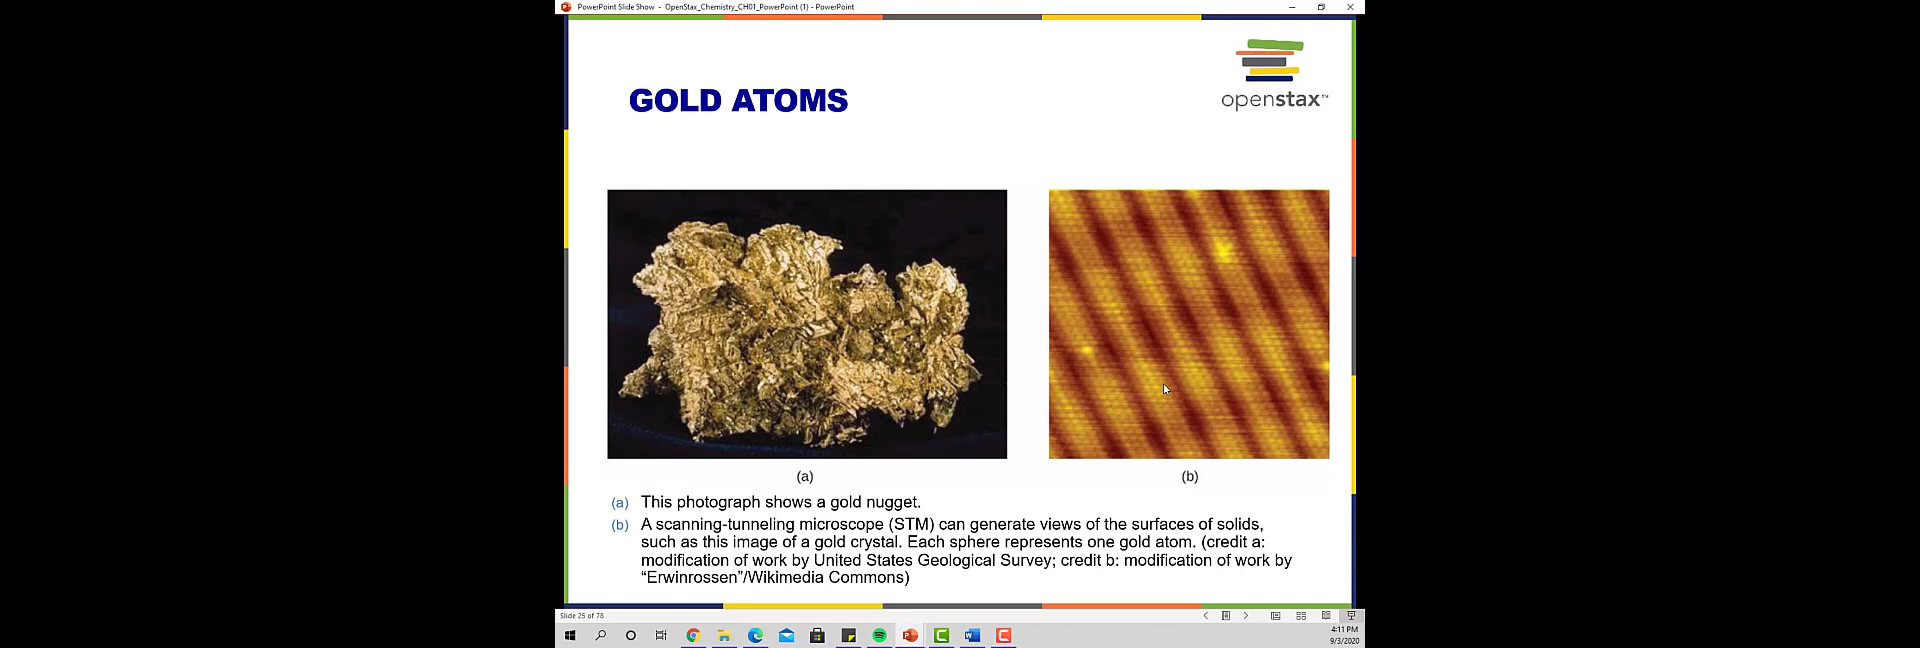 PowerPoint Slide Show - OpenStax_Chemistry_CH01_PowerPoint (1) - PowerPoint
openstax™
GOLD ATOMS
(a) (b)
(a) This photograph shows a gold nugget.
(b) A scanning-tunneling microscope (STM) can generate views of the surfaces of solids,
such as this image of a gold crystal. Each sphere represents one gold atom. (credit a:
modification of work by United States Geological Survey; credit b: modification of work by
“Erwinrossen”/Wikimedia Commons)
Slide 25 of 78
4:11 PM
9/3/2020